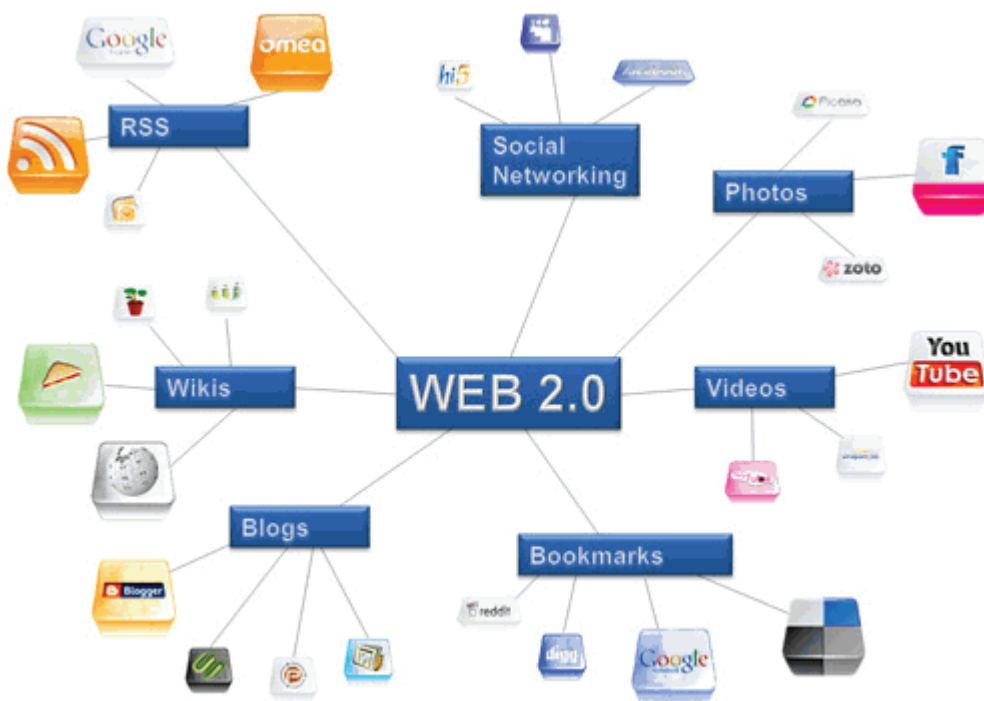 Google
omea
RSS
hi5
facebook
Social
Networking
Picasa
Photos
f
zoto
WEB 2.0
Wikis
Videos
You
Tube
Blogs
Blogger
Bookmarks
reddit
digg
Google